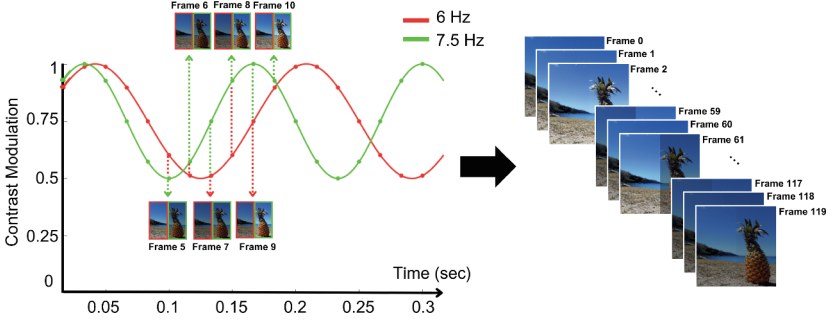 Frame 6 Frame 8 Frame 10
6 Hz
7.5 Hz
Contrast Modulation
1
0.75
0.5
0.25
0
Frame 5 Frame 7 Frame 9
Time (sec)
0.05 0.1 0.15 0.2 0.25 0.3
Frame 0
Frame 1
Frame 2
Frame 59
Frame 60
Frame 61
Frame 117
Frame 118
Frame 119